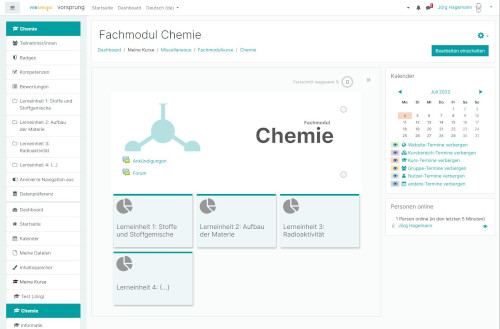 vorsprung Startseite Dashboard Deutsch (de)
Jörg Hagemann
Chemie
Teilnehmer/innen
Badges
Kompetenzen
Bewertungen
Lerneinheit 1: Stoffe und
Stoffgemische
Lerneinheit 2: Aufbau
der Materie
Lerneinheit 3:
Radioaktivität
Lerneinheit 4: (...)
Animierte Navigation aus
Datenpräferenz
Dashboard
Startseite
Kalender
Meine Dateien
Inhaltsspeicher
Meine Kurse
Test (Jörg)
Chemie
Informatik
Fachmodul Chemie
Dashboard / Meine Kurse / Miscellaneous / Fachmodulkurse / Chemie
Bearbeiten einschalten
Fortschritt insgesamt: 0
Fachmodul
Chemie
Ankündigungen
Forum
Lerneinheit 1: Stoffe
und Stoffgemische
Lerneinheit 2: Aufbau
der Materie
Lerneinheit 3:
Radioaktivität
Lerneinheit 4: (...)
Kalender
Juli 2022
Mo Di Mi Do Fr Sa So
1 2 3
4 5 6 7 8 9 10
11 12 13 14 15 16 17
18 19 20 21 22 23 24
25 26 27 28 29 30 31
Website-Termine verbergen
Kursbereich-Termine verbergen
Kurs-Termine verbergen
Gruppe-Termine verbergen
Nutzer-Termine verbergen
andere-Termine verbergen
Personen online
1 Person online (in den letzten 5 Minuten)
Jörg Hagemann